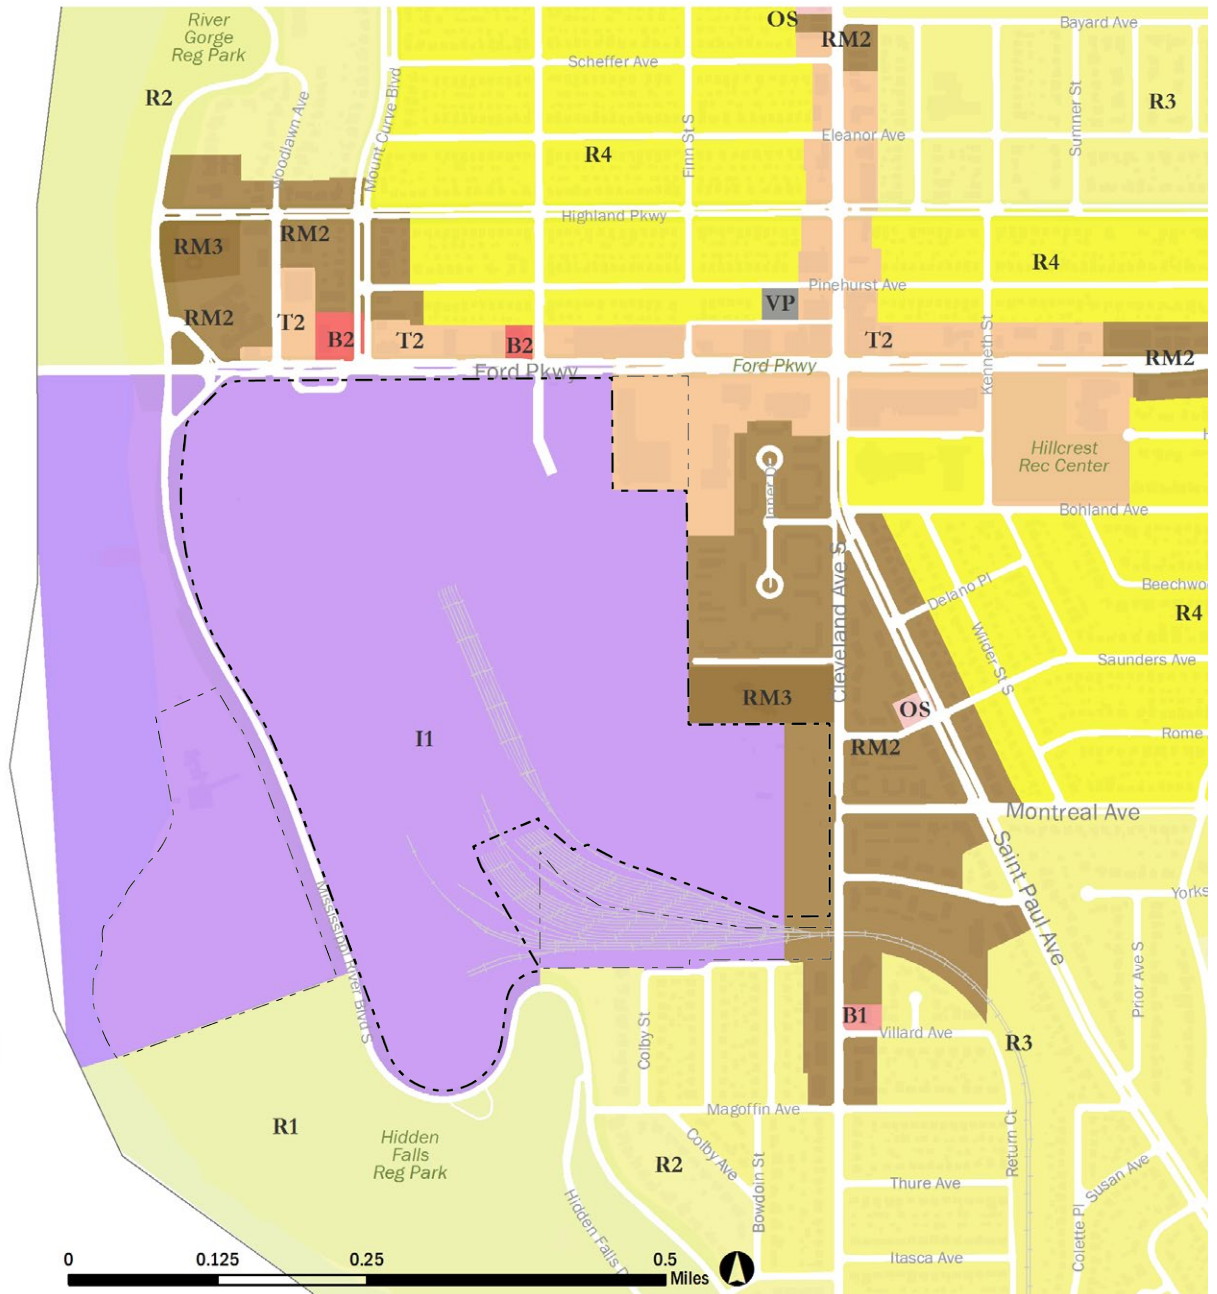 OS
River
Gorge
Reg Park
Bayard Ave
RM2
Scheffer Ave
R2
Woodlawn Ave
Mount Curve Blvd
R3
Finn St S
Eleanor Ave
Sumner St
R4
Highland Pkwy
RM3
RM2
R4
Pinehurst Ave
VP
RM2
T2
B2
T2
B2
T2
Kenneth St
RM2
Ford Pkwy
Ford Pkwy
H
Hillcrest
Rec Center
Bohland Ave
Cleveland Ave S
Delano Pl
Beechwo
R4
Wilder St S
Saunders Ave
RM3
OS
I1
RM2
Rome
Montreal Ave
Saint Paul Ave
Mississippi River Blvd S
Yorks
Prior Ave S
B1
Colby St
Villard Ave
R3
R1
Magoffin Ave
Hidden
Falls
Reg Park
Return Ct
R2
Colby Ave
Bowdoin St
Susan Ave
Thure Ave
Hidden Falls D
Colette Pl
Itasca Ave
0 0.125 0.25 0.5
Miles